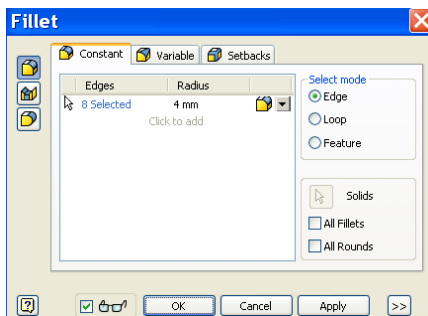 Fillet
Constant
Variable
Setbacks
Edges Radius
8 Selected 4 mm
Click to add
Select mode
Edge
Loop
Feature
Solids
All Fillets
All Rounds
OK
Cancel
Apply
>>